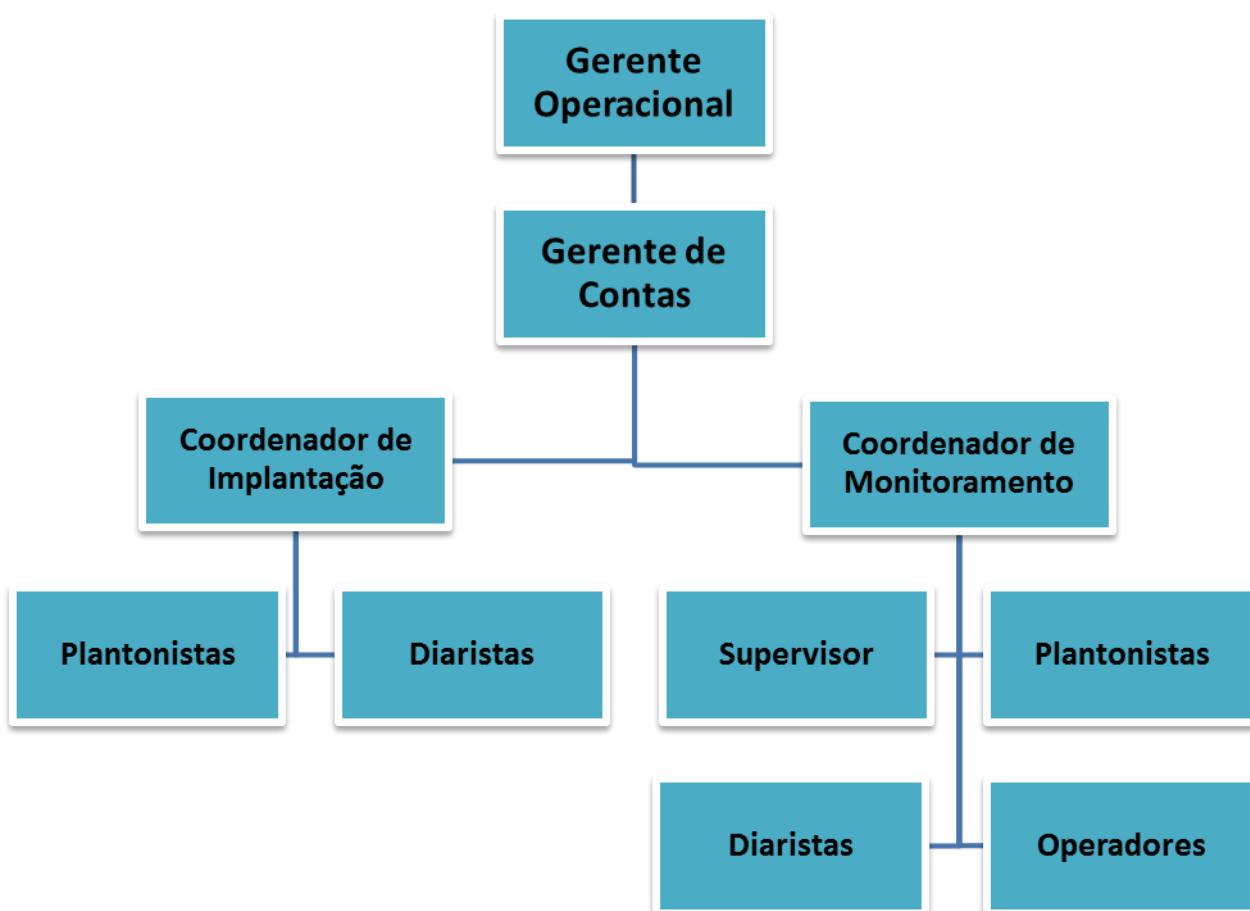 Gerente
Operacional
Gerente de
Contas
Coordenador de
Implantação
Coordenador de
Monitoramento
Plantonistas
Diaristas
Supervisor
Plantonistas
Diaristas
Operadores